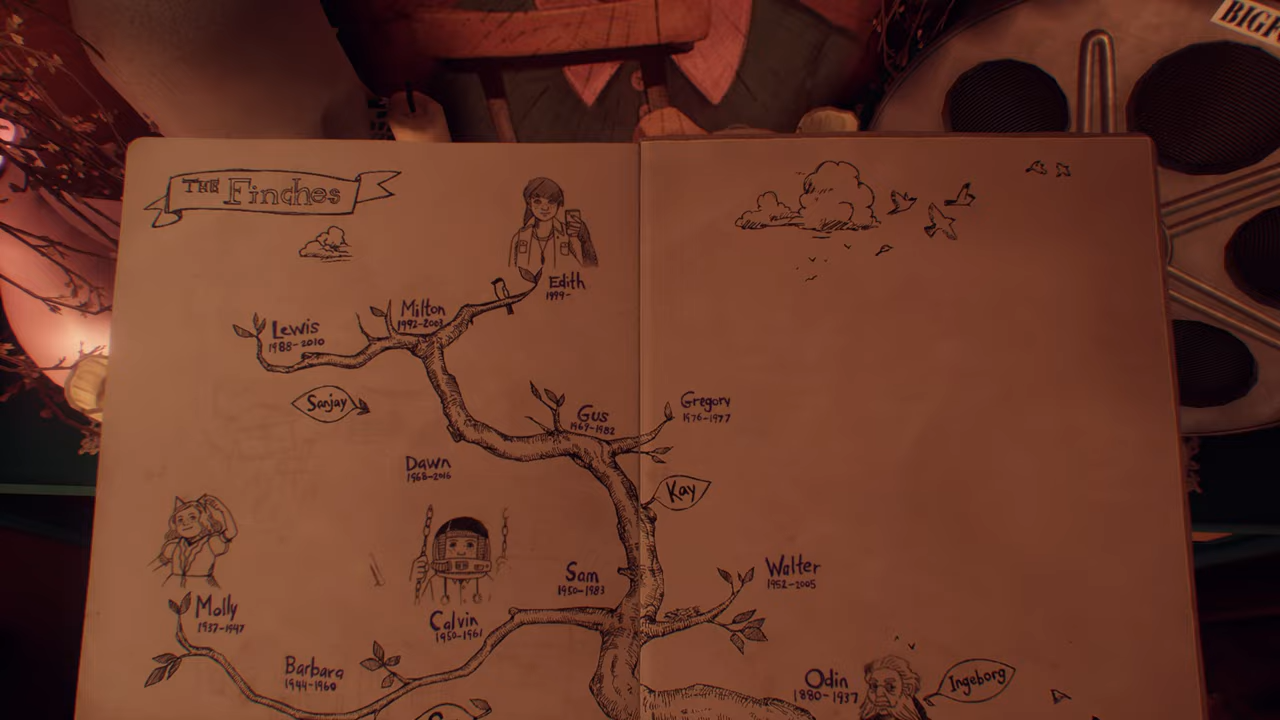 THE Finches
Edith
1999-
Milton
1992-2003
Lewis
1988-2010
Sanjay
Gus
1969-1982
Gregory
1976-1977
Dawn
1968-2016
Kay
Sam
1950-1983
Walter
1952-2005
Calvin
1950-1961
Molly
1937-1947
Barbara
1944-1960
Odin
1880-1937
Ingeborg